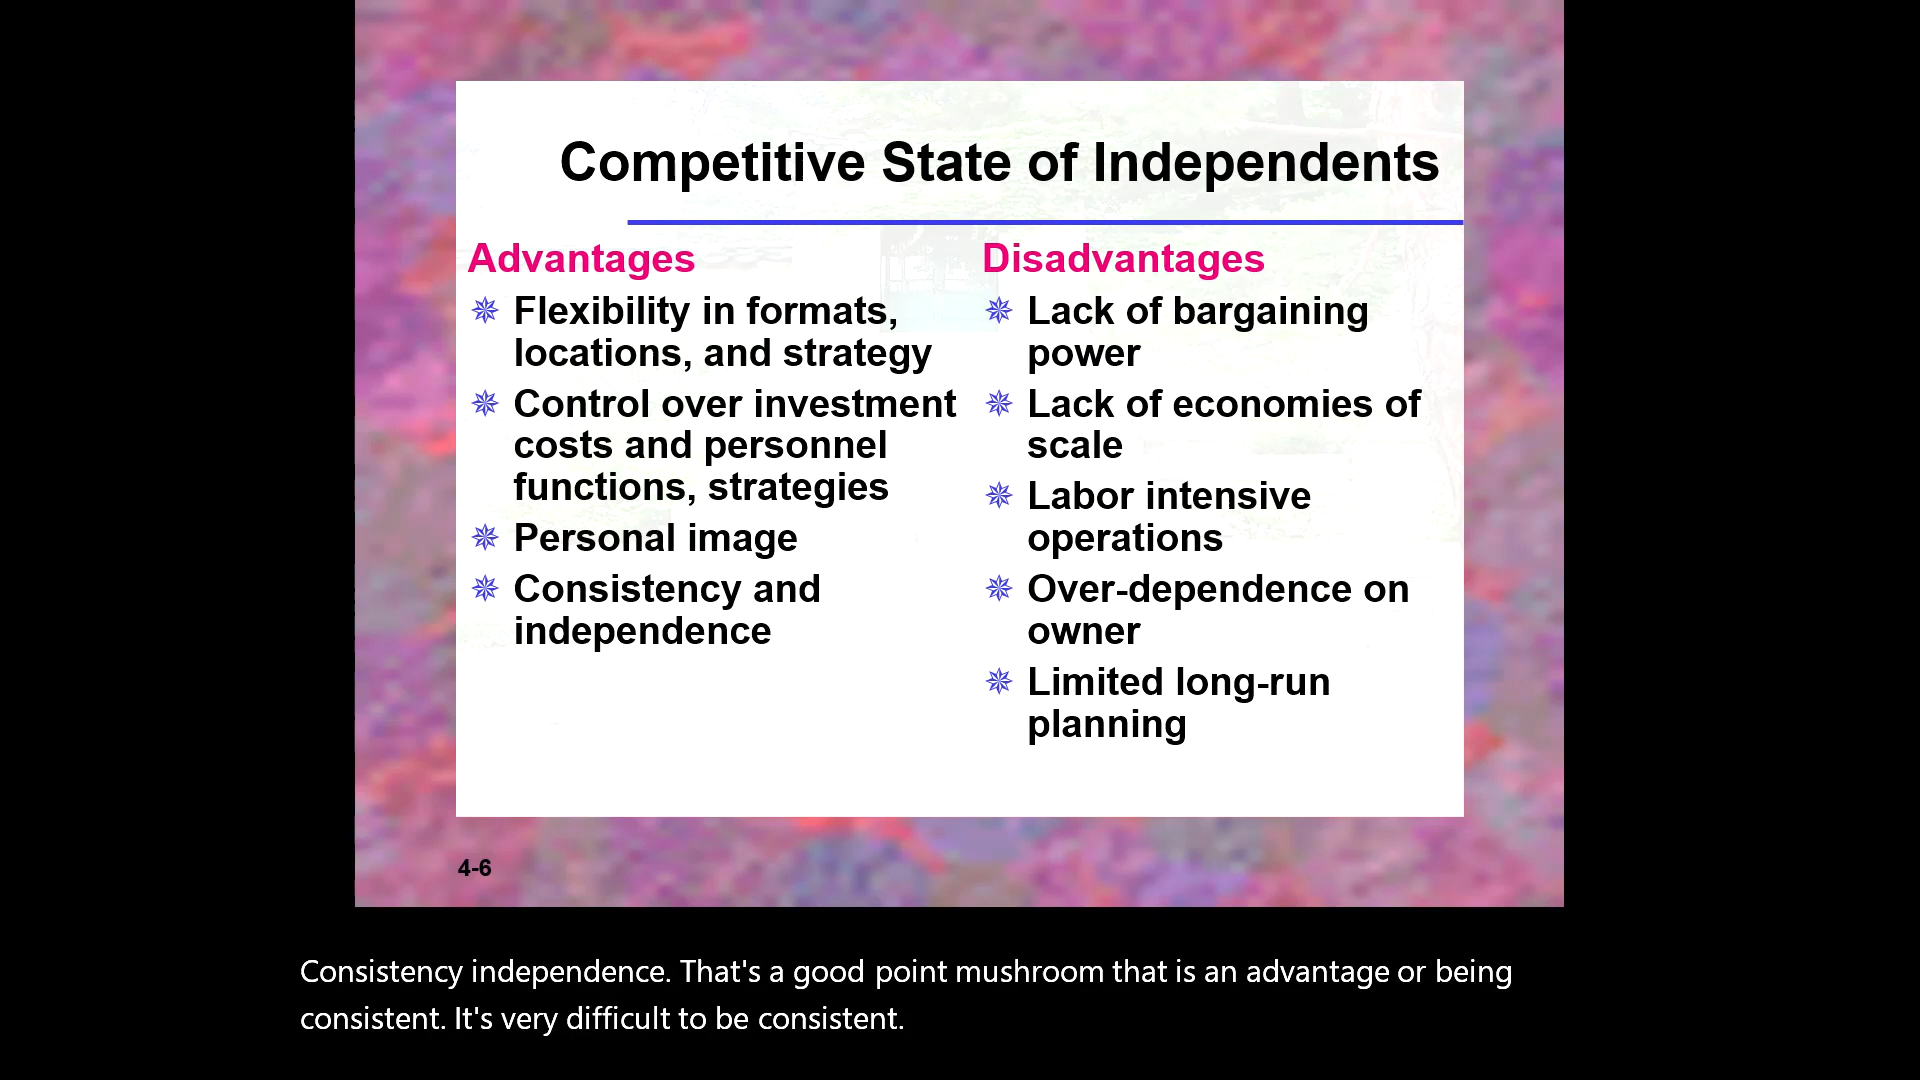 Competitive State of Independents
Advantages
Flexibility in formats,
locations, and strategy
Control over investment
costs and personnel
functions, strategies
Personal image
Consistency and
independence
Disadvantages
Lack of bargaining
power
Lack of economies of
scale
Labor intensive
operations
Over-dependence on
owner
Limited long-run
planning
4-6
Consistency independence. That's a good point mushroom that is an advantage or being
consistent. It's very difficult to be consistent.